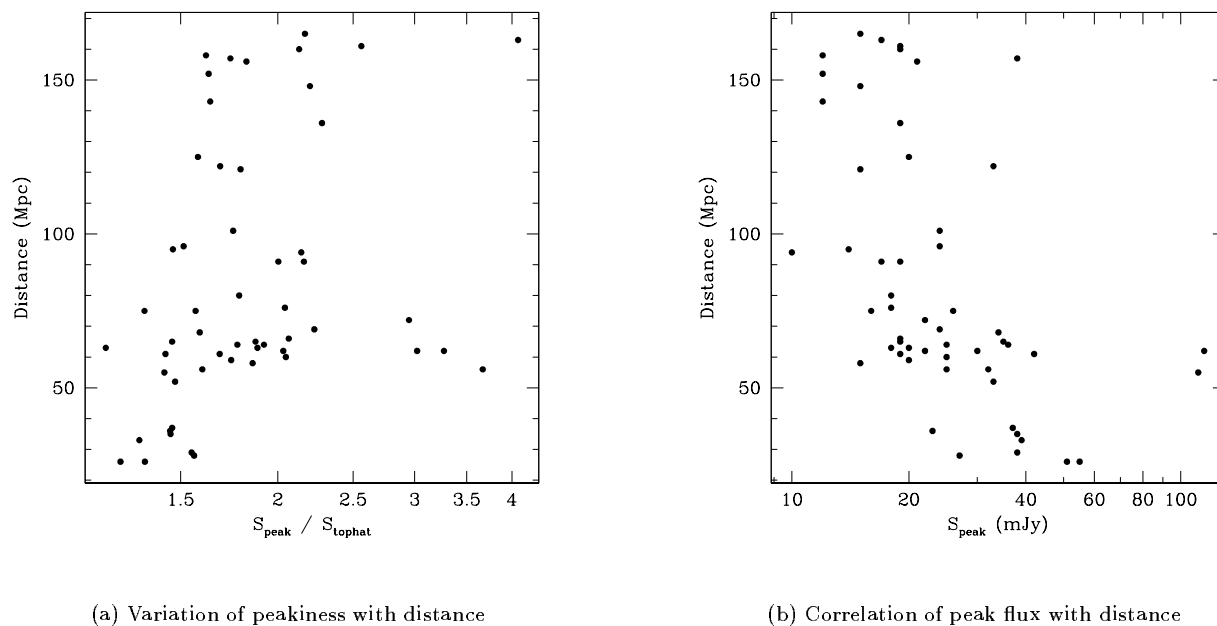 150
100
50
Distance (Mpc)
1.5 2 2.5 3 3.5 4
S_peak / S_tophat
(a) Variation of peakiness with distance
150
100
50
Distance (Mpc)
10 20 40 60 80 100
S_peak (mJy)
(b) Correlation of peak flux with distance